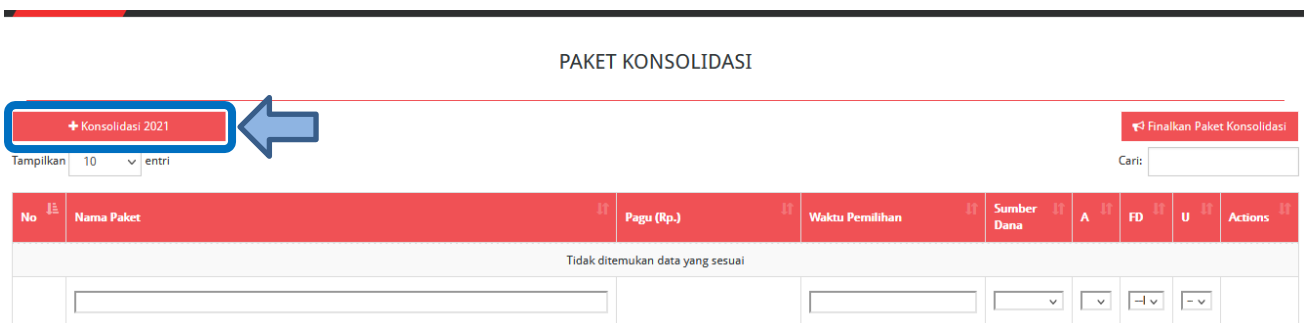 PAKET KONSOLIDASI
+ Konsolidasi 2021
Finalkan Paket Konsolidasi
Tampilkan 10 entri
Cari:
No Nama Paket Pagu (Rp.) Waktu Pemilihan Sumber Dana A FD U Actions
Tidak ditemukan data yang sesuai